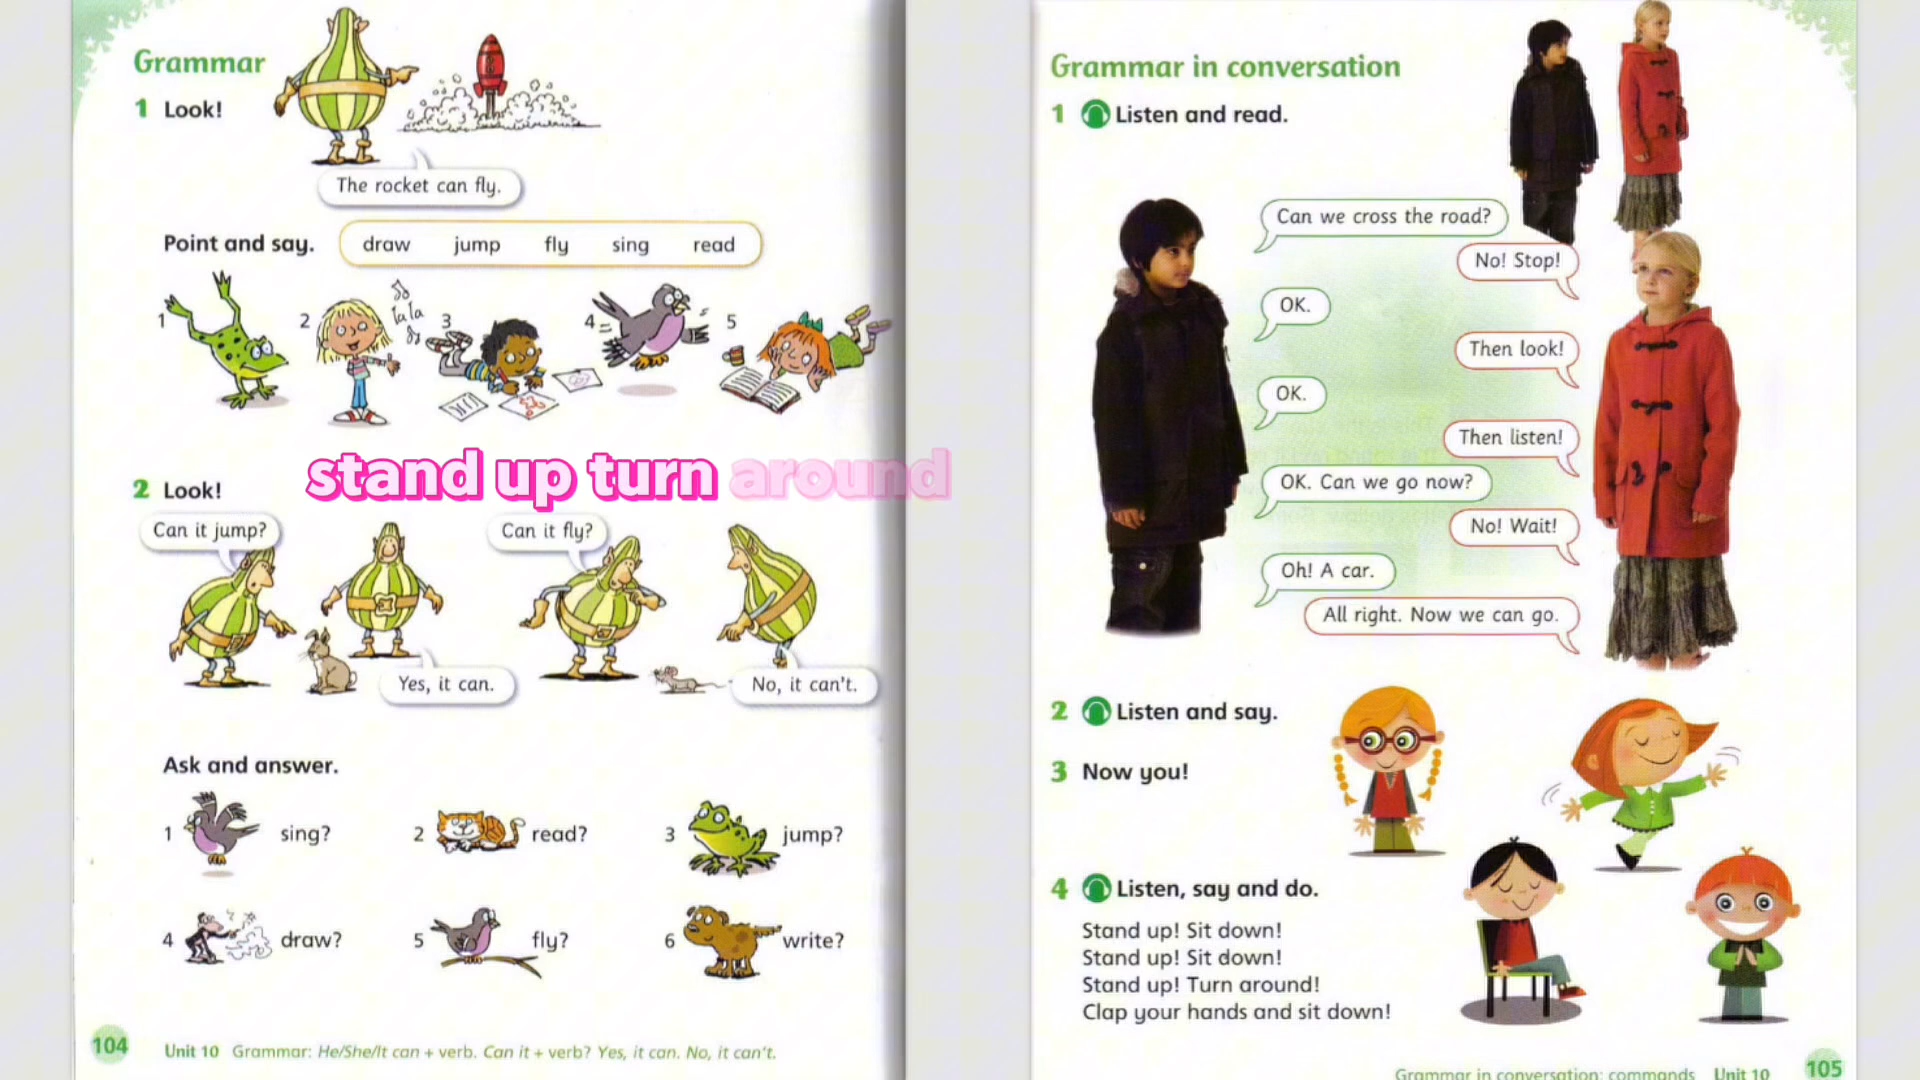 Grammar
1 Look!
The rocket can fly.
Point and say.
draw jump fly sing read
1
2
la la
3
4
5
stand up turn around
2 Look!
Can it jump?
Can it fly?
Yes, it can.
No, it can't.
Ask and answer.
1 sing?
2 read?
3 jump?
4 draw?
5 fly?
6 write?
104 Unit 10 Grammar: He/She/It can + verb. Can it + verb? Yes, it can. No, it can't.
Grammar in conversation
1 Listen and read.
Can we cross the road?
No! Stop!
OK.
Then look!
OK.
Then listen!
OK. Can we go now?
No! Wait!
Oh! A car.
All right. Now we can go.
2 Listen and say.
3 Now you!
4 Listen, say and do.
Stand up! Sit down!
Stand up! Sit down!
Stand up! Turn around!
Clap your hands and sit down!
Grammar in conversation: commands Unit 10 105